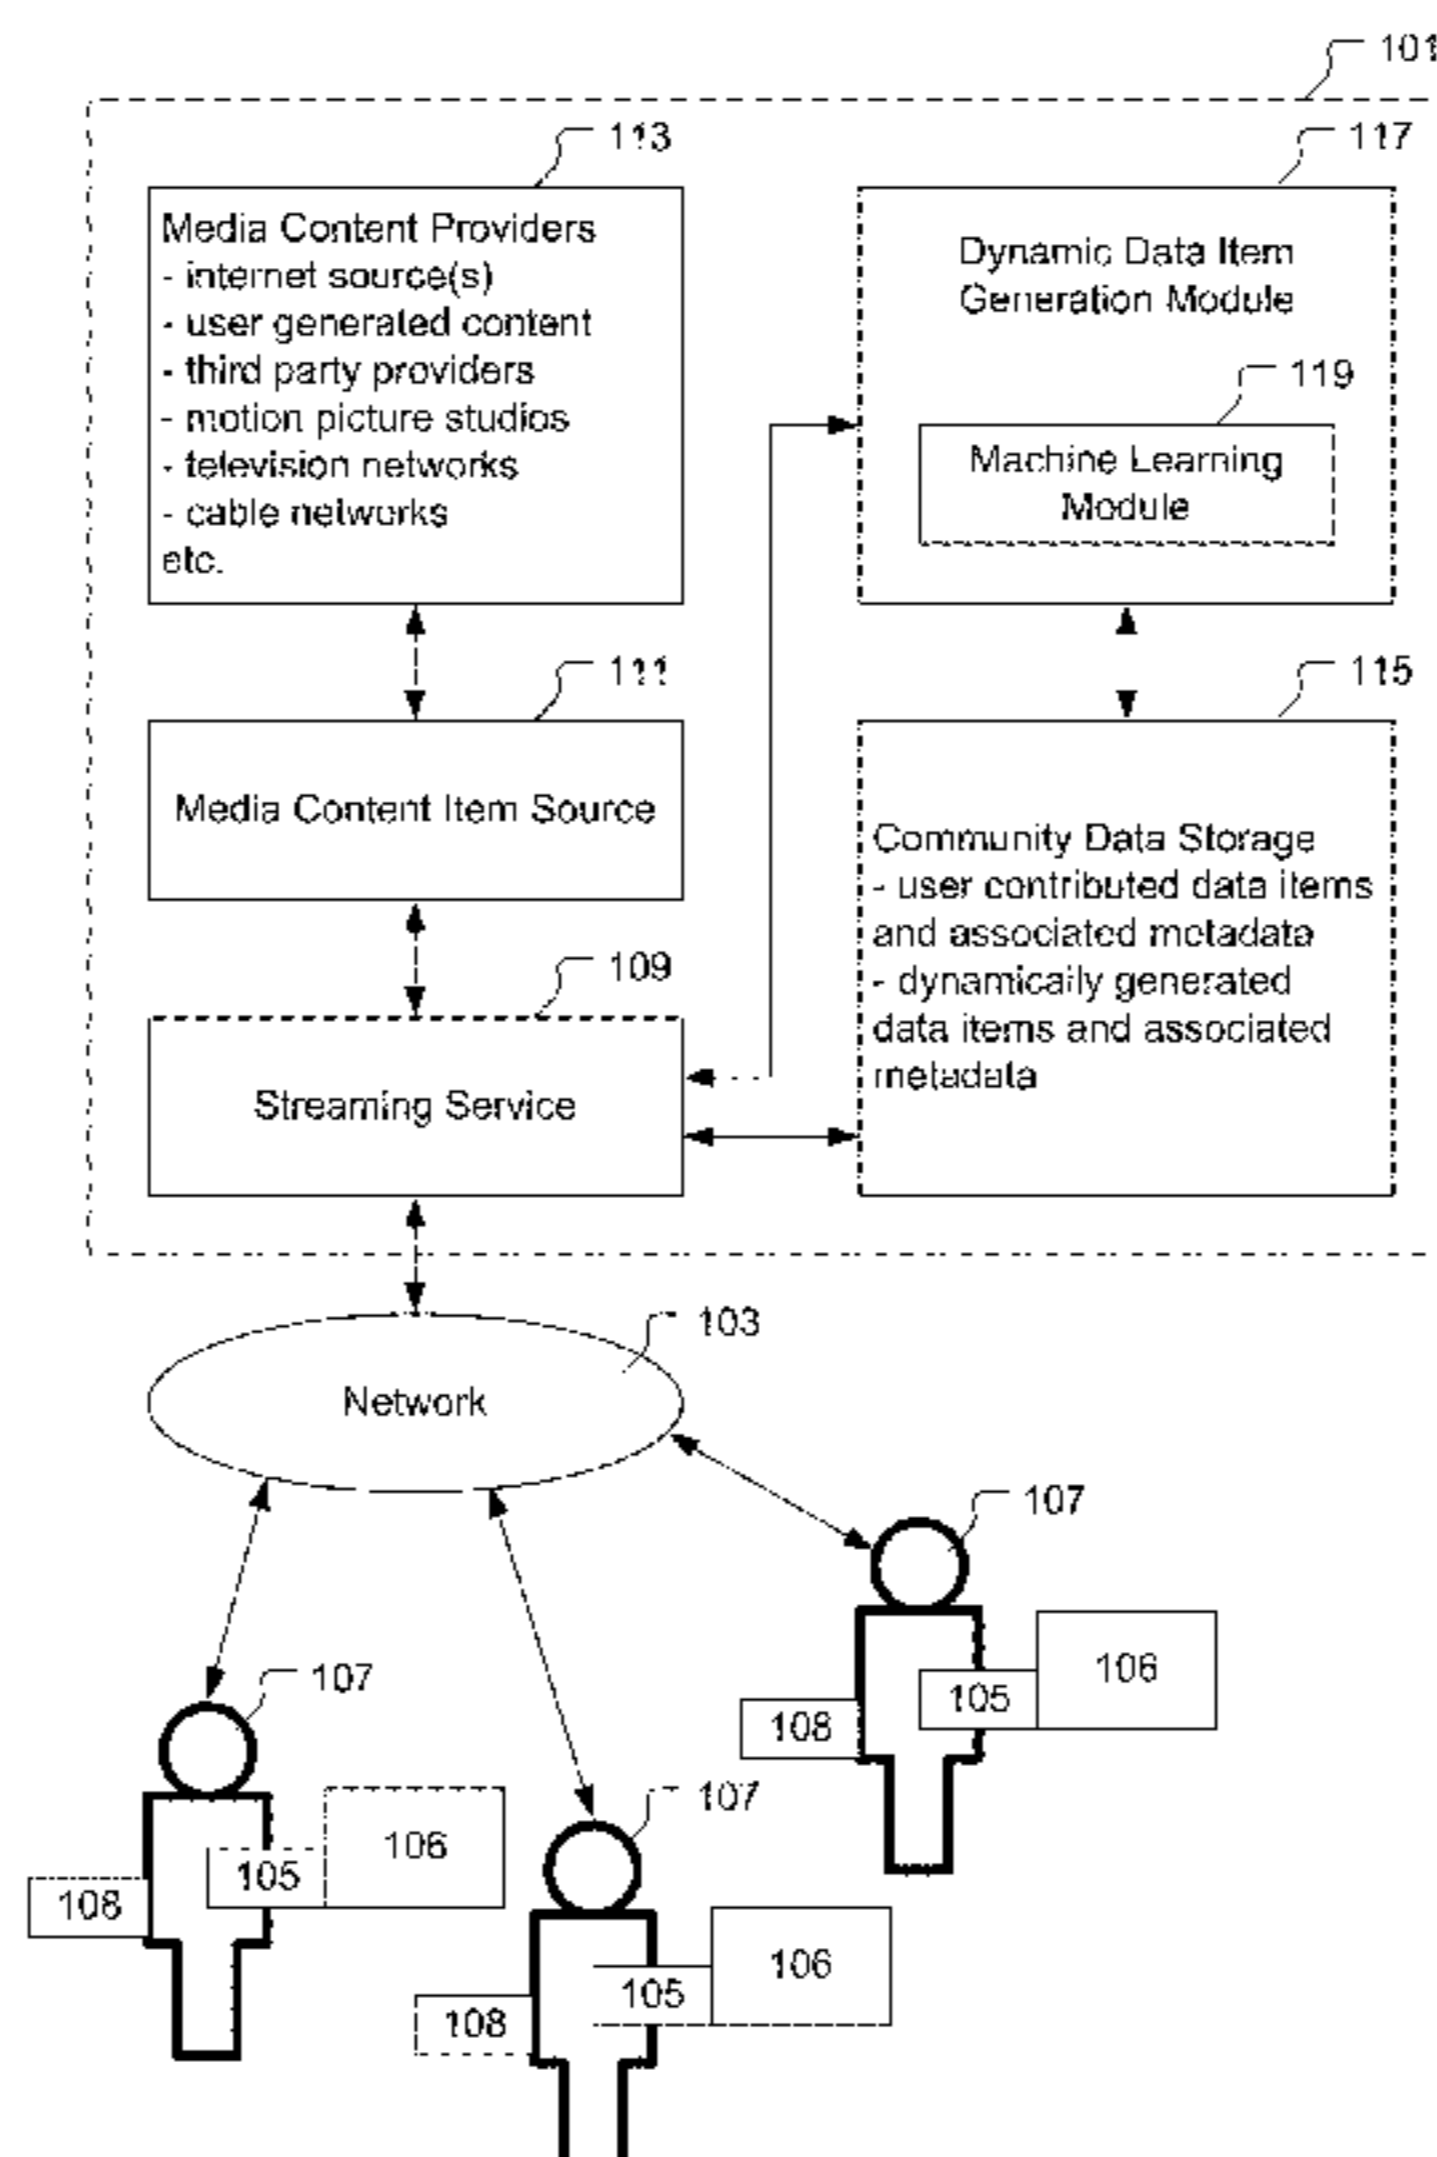 101
113
117
Media Content Providers
- internet source(s)
- user generated content
- third party providers
- motion picture studios
- television networks
- cable networks
etc.
Dynamic Data Item
Generation Module
119
Machine Learning
Module
111
115
Media Content Item Source
Community Data Storage
- user contributed data items
and associated metadata
- dynamically generated
data items and associated
metadata
109
Streaming Service
103
Network
107
106
105
108
107
106
105
108
107
106
105
108